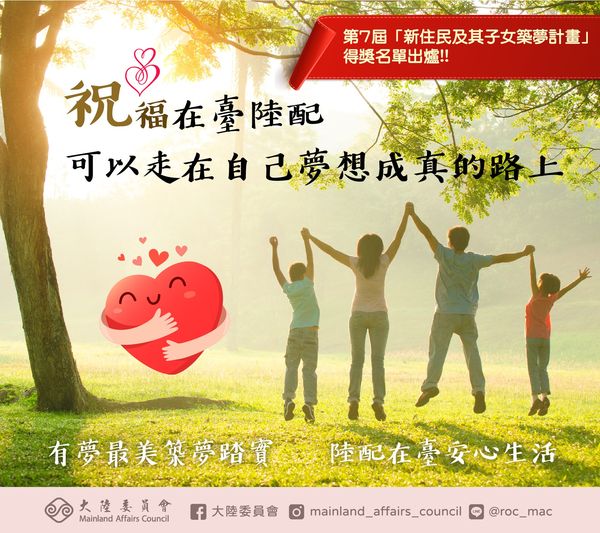 第7屆「新住民及其子女築夢計畫」
得獎名單出爐!!
祝福在臺陸配
可以走在自己夢想成真的路上
有夢最美築夢踏實 陸配在臺安心生活
大陸委員會
Mainland Affairs Council
大陸委員會 mainland_affairs_council @roc_mac